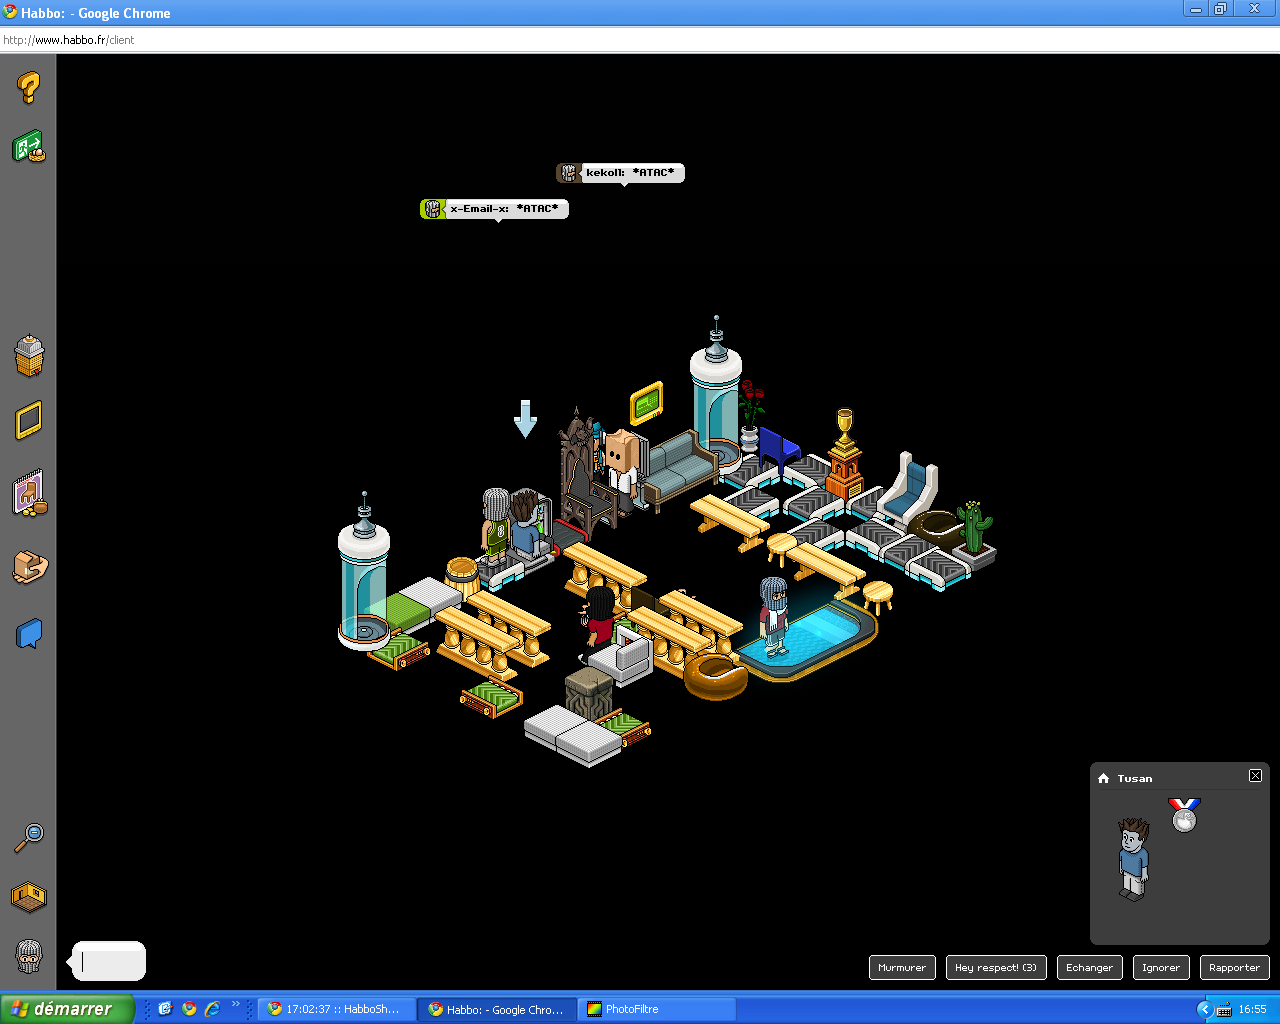 Habbo: - Google Chrome
http://www.habbo.fr/client
kekol1: *ATAC*
x-Email-x: *ATAC*
Tusan
Murmurer
Hey respect! (3)
Echanger
Ignorer
Rapporter
démarrer
17:02:37 :: HabboSh...
Habbo: - Google Chro...
PhotoFiltre
16:55